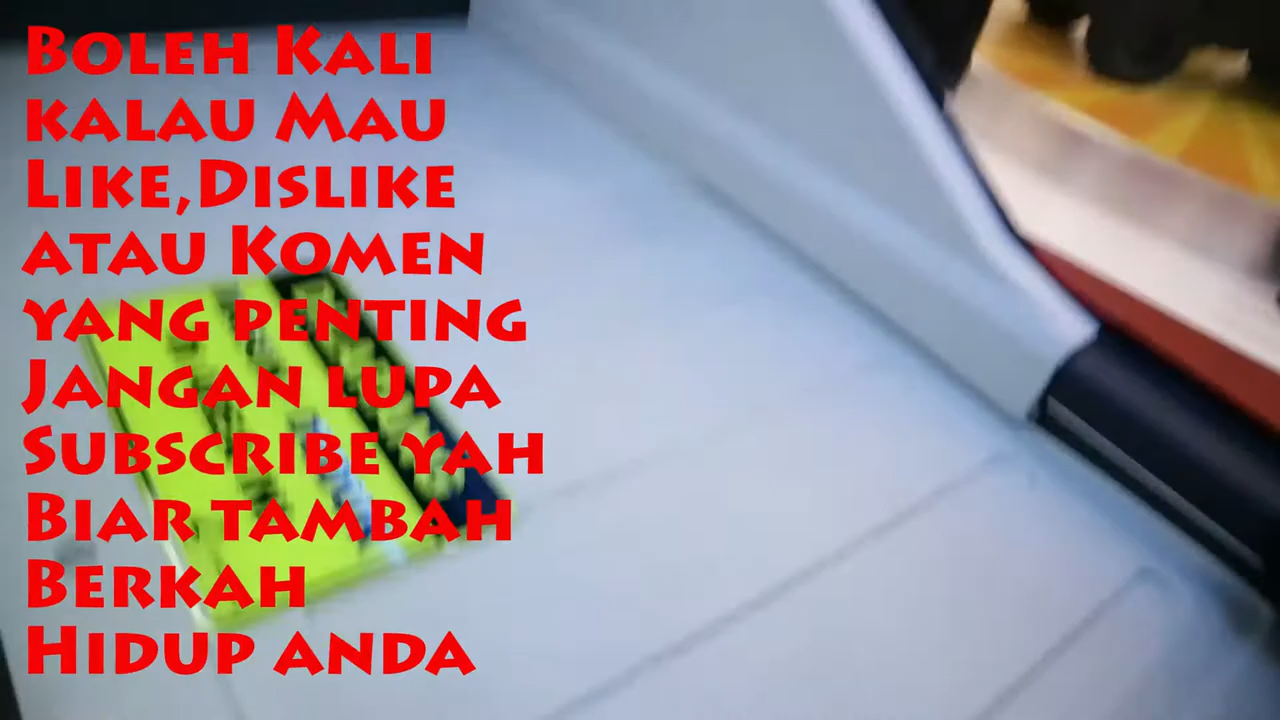 Boleh Kali
kalau Mau
Like,Dislike
atau Komen
yang penting
Jangan lupa
Subscribe yah
Biar tambah
Berkah
Hidup anda